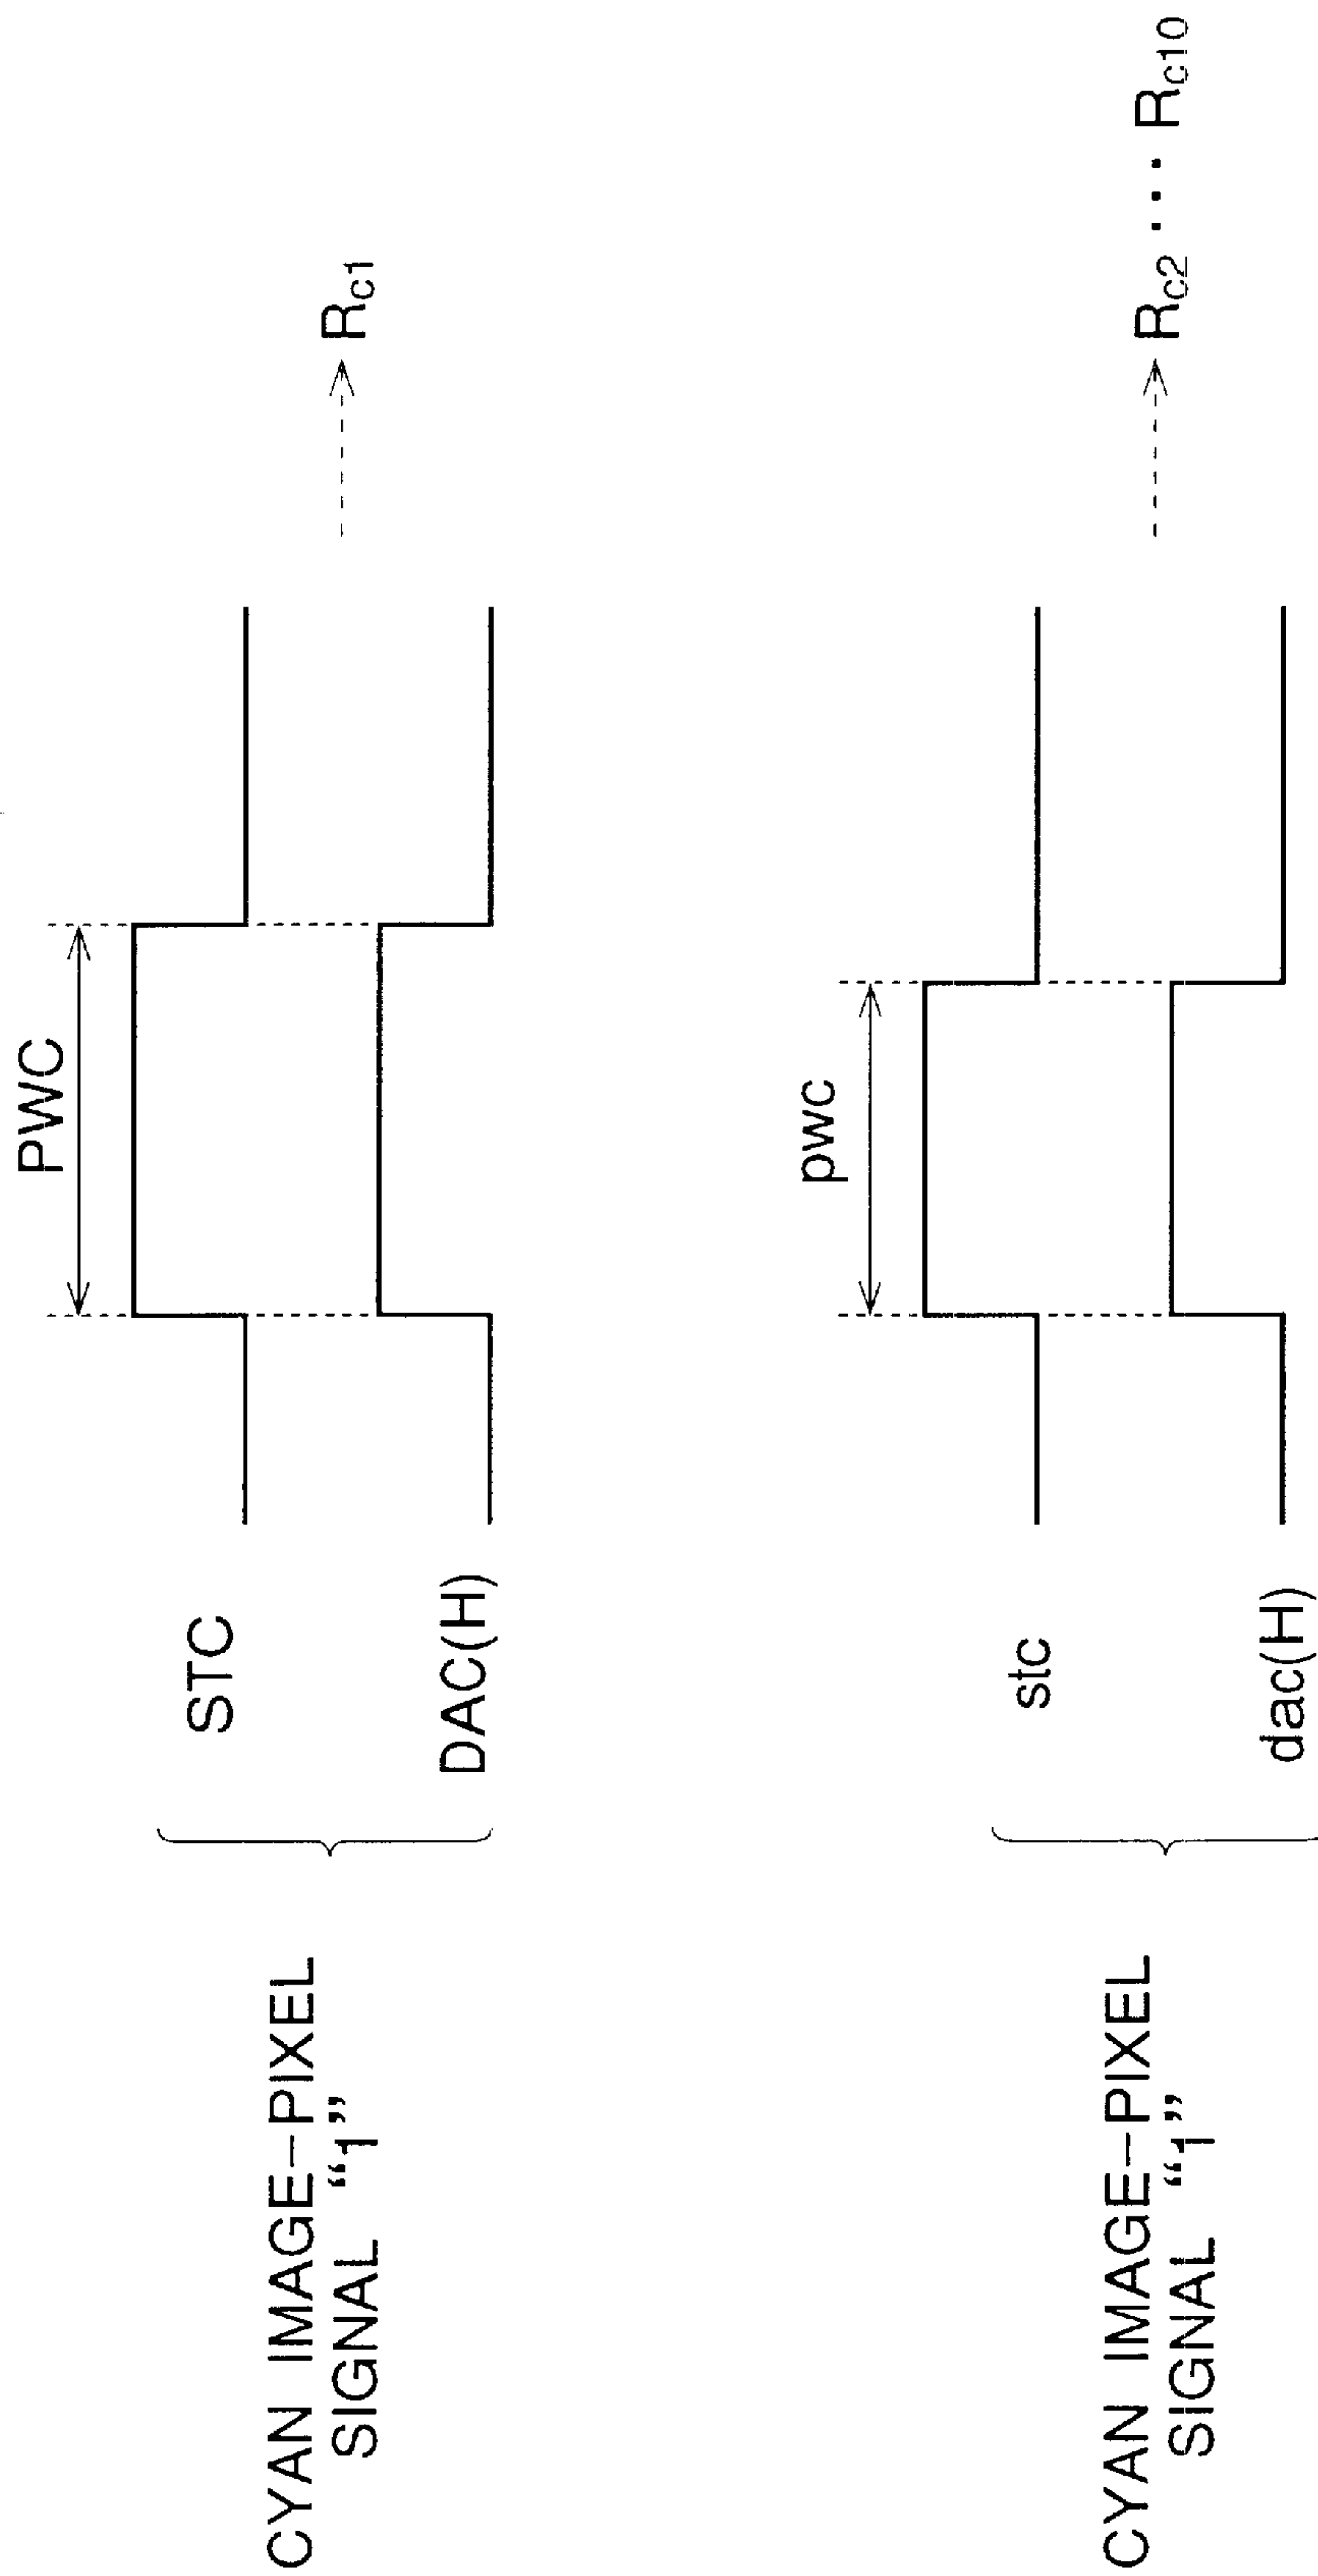 PWC
STC
DAC(H)
CYAN IMAGE-PIXEL
SIGNAL “1”
Rc1
pwc
stc
dac(H)
CYAN IMAGE-PIXEL
SIGNAL “1”
Rc2 ··· Rc10